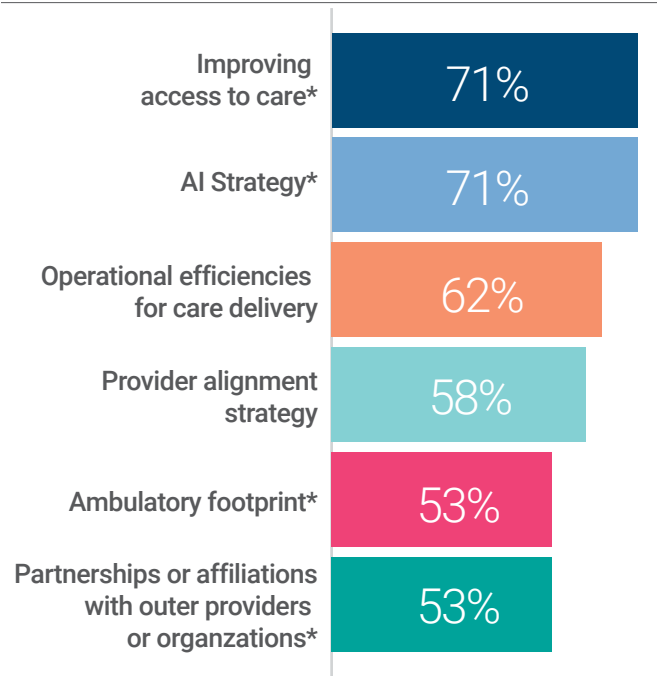 Improving
access to care*
71%
AI Strategy*
71%
Operational efficiencies
for care delivery
62%
Provider alignment
strategy
58%
Ambulatory footprint*
53%
Partnerships or affiliations
with outer providers
or organzations*
53%